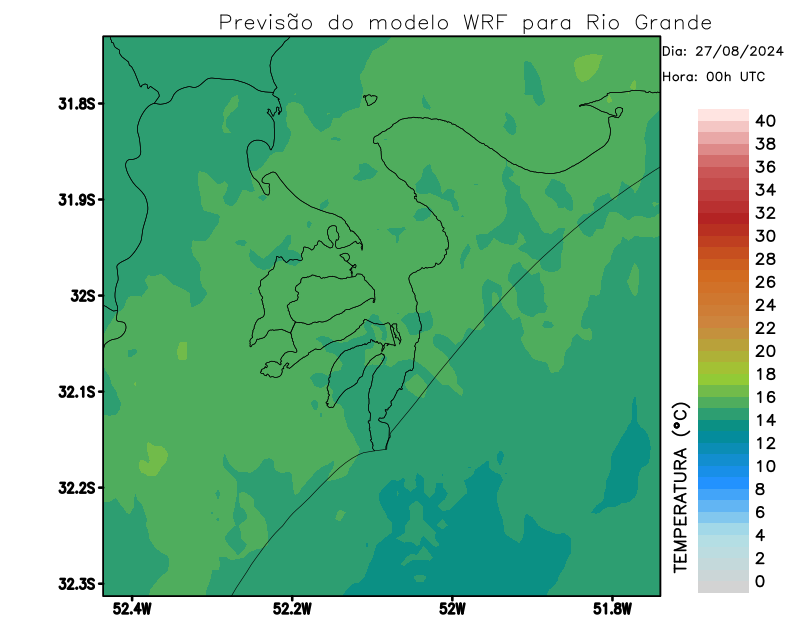 Previsão do modelo WRF para Rio Grande
Dia: 27/08/2024
Hora: 00h UTC
31.8S
31.9S
32S
32.1S
32.2S
32.3S
52.4W
52.2W
52W
51.8W
TEMPERATURA (°C)
40
38
36
34
32
30
28
26
24
22
20
18
16
14
12
10
8
6
4
2
0